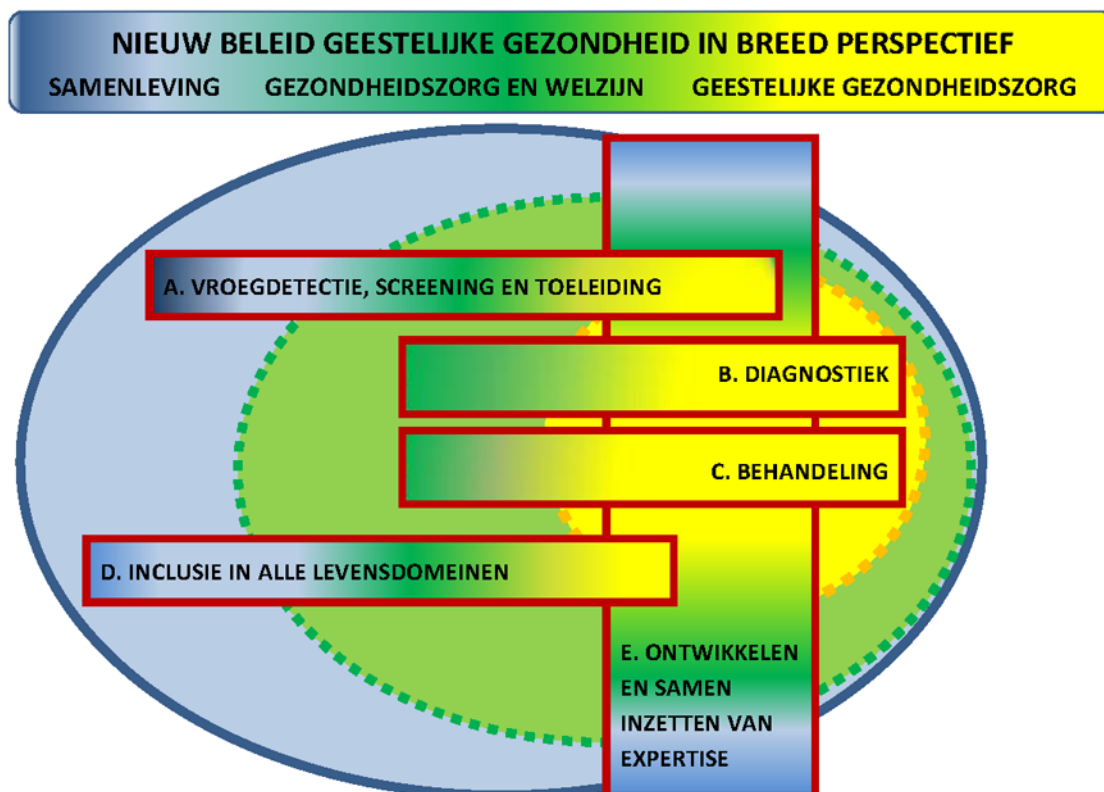 NIEUW BELEID GEESTELIJKE GEZONDHEID IN BREED PERSPECTIEF
SAMENLEVING GEZONDHEIDSZORG EN WELZIJN GEESTELIJKE GEZONDHEIDSZORG
A. VROEGDETECTIE, SCREENING EN TOELEIDING
B. DIAGNOSTIEK
C. BEHANDELING
D. INCLUSIE IN ALLE LEVENSDOMEINEN
E. ONTWIKKELEN
EN SAMEN
INZETTEN VAN
EXPERTISE